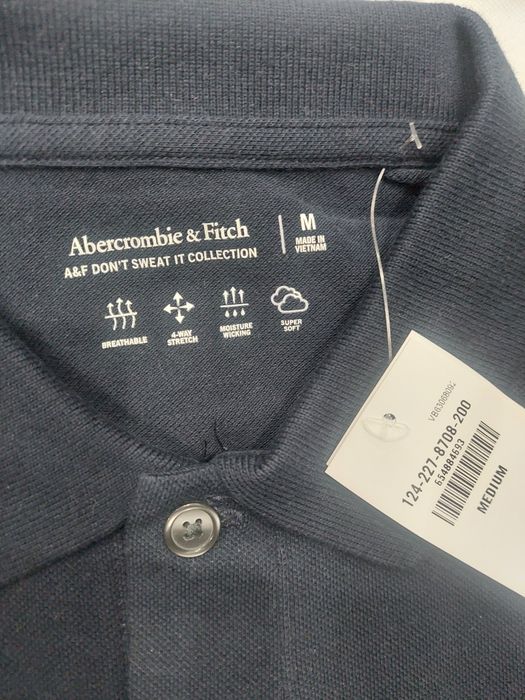 Abercrombie & Fitch
A&F DON'T SWEAT IT COLLECTION
M
MADE IN
VIETNAM
BREATHABLE
4-WAY
STRETCH
MOISTURE
WICKING
SUPER
SOFT
124-227-8708-200
654884693
MEDIUM